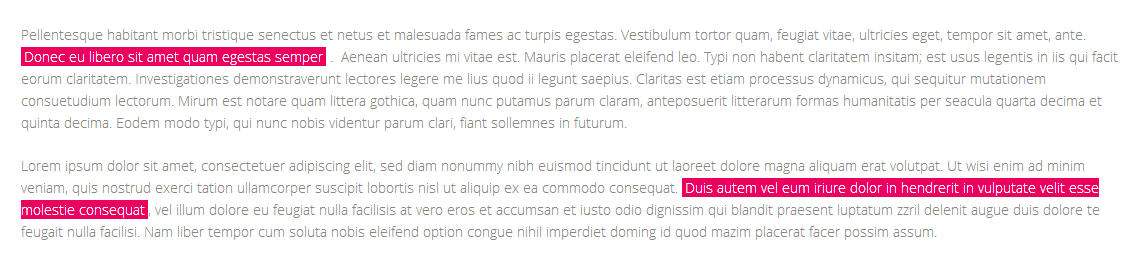 Pellentesque habitant morbi tristique senectus et netus et malesuada fames ac turpis egestas. Vestibulum tortor quam, feugiat vitae, ultricies eget, tempor sit amet, ante.
Donec eu libero sit amet quam egestas semper . Aenean ultricies mi vitae est. Mauris placerat eleifend leo. Typi non habent claritatem insitam; est usus legentis in iis qui facit
eorum claritatem. Investigationes demonstraverunt lectores legere me lius quod ii legunt saepius. Claritas est etiam processus dynamicus, qui sequitur mutationem
consuetudium lectorum. Mirum est notare quam littera gothica, quam nunc putamus parum claram, anteposuerit litterarum formas humanitatis per seacula quarta decima et
quinta decima. Eodem modo typi, qui nunc nobis videntur parum clari, fiant sollemnes in futurum.
Lorem ipsum dolor sit amet, consectetuer adipiscing elit, sed diam nonummy nibh euismod tincidunt ut laoreet dolore magna aliquam erat volutpat. Ut wisi enim ad minim
veniam, quis nostrud exerci tation ullamcorper suscipit lobortis nisl ut aliquip ex ea commodo consequat. Duis autem vel eum iriure dolor in hendrerit in vulputate velit esse
molestie consequat, vel illum dolore eu feugiat nulla facilisis at vero eros et accumsan et iusto odio dignissim qui blandit praesent luptatum zzril delenit augue duis dolore te
feugait nulla facilisi. Nam liber tempor cum soluta nobis eleifend option congue nihil imperdiet doming id quod mazim placerat facer possim assum.